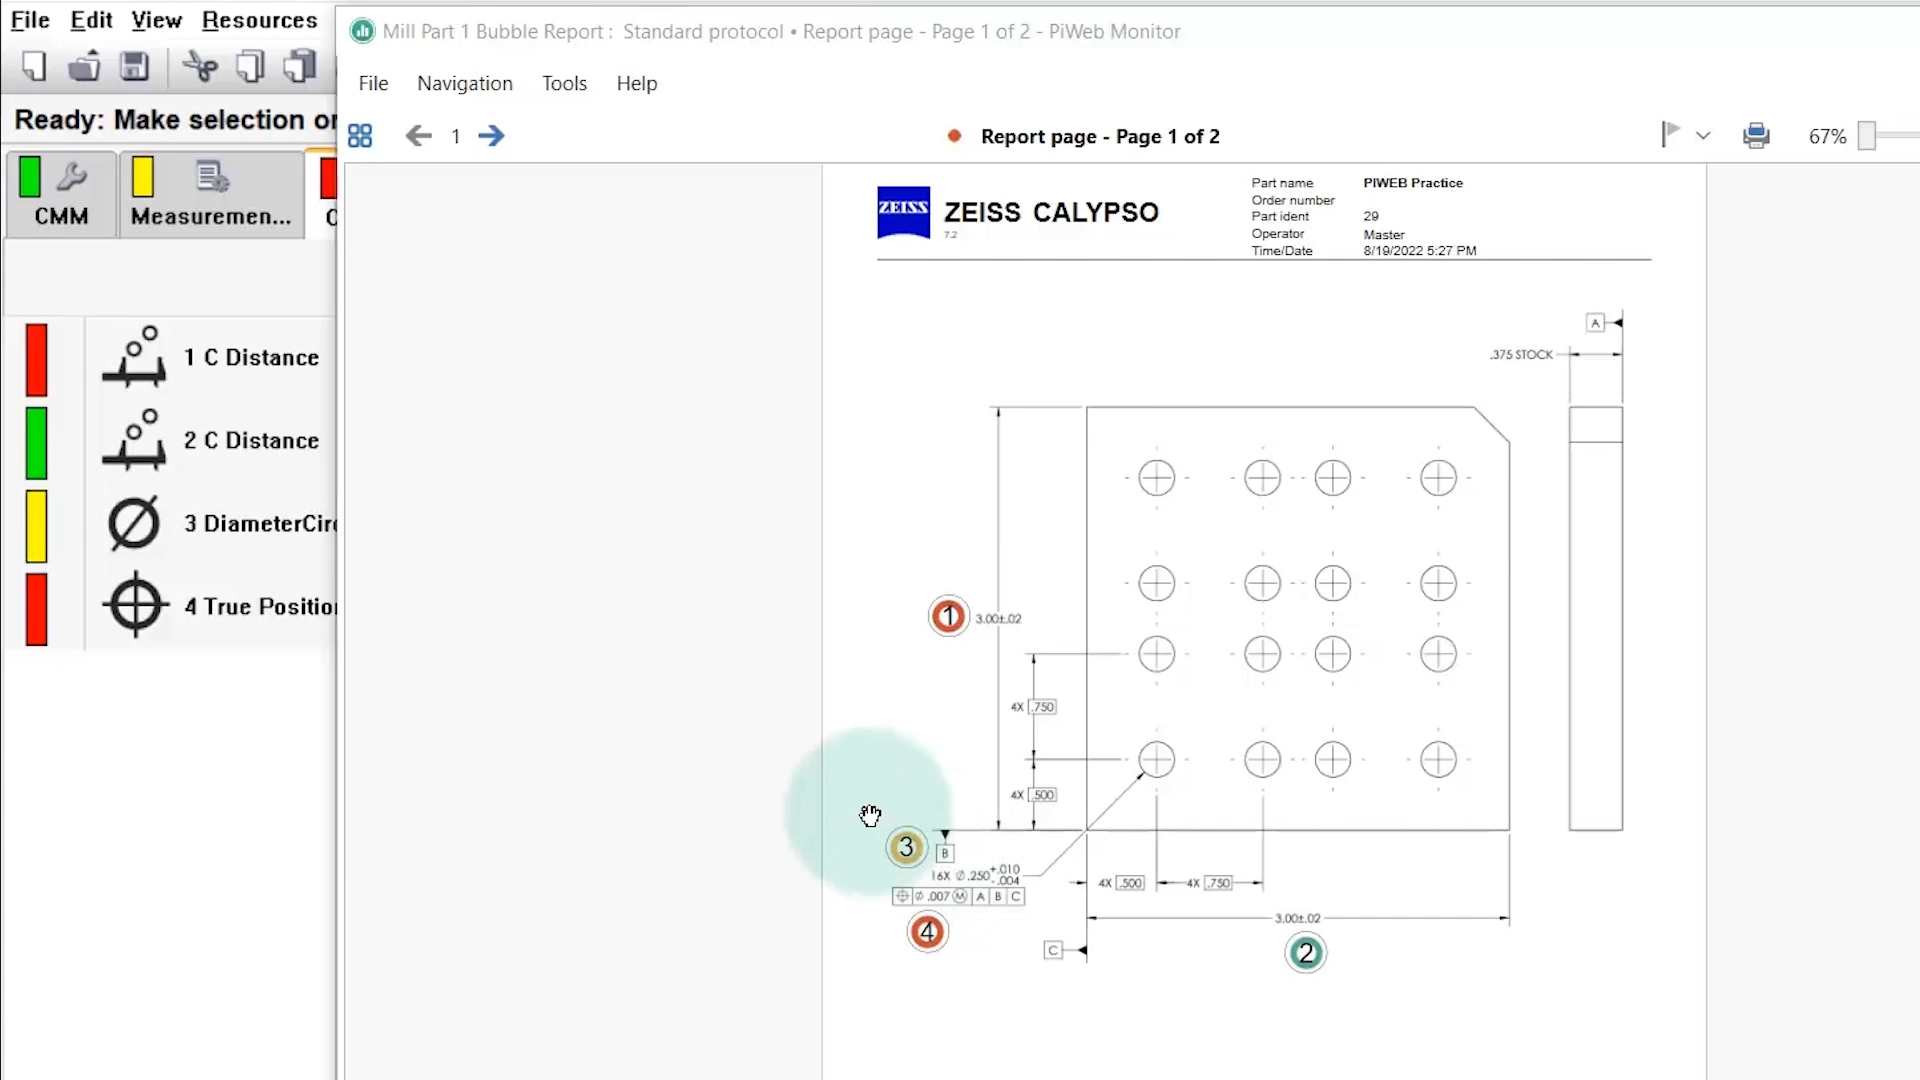 File Edit View Resources
Ready: Make selection or
CMM
Measuremen...
1 C Distance
2 C Distance
3 DiameterCir
4 True Position
Mill Part 1 Bubble Report : Standard protocol • Report page - Page 1 of 2 - PiWeb Monitor
File Navigation Tools Help
1
Report page - Page 1 of 2
67%
ZEISS
ZEISS CALYPSO
7.2
Part name PIWEB Practice
Order number
Part ident 29
Operator Master
Time/Date 8/19/2022 5:27 PM
A
.375 STOCK
1
3.00±.02
4X .750
4X .500
3
B
16X Ø.250 +.010 -.004
⌖ Ø .007 Ⓜ A B C
4
4X .500
4X .750
3.00±.02
C
2